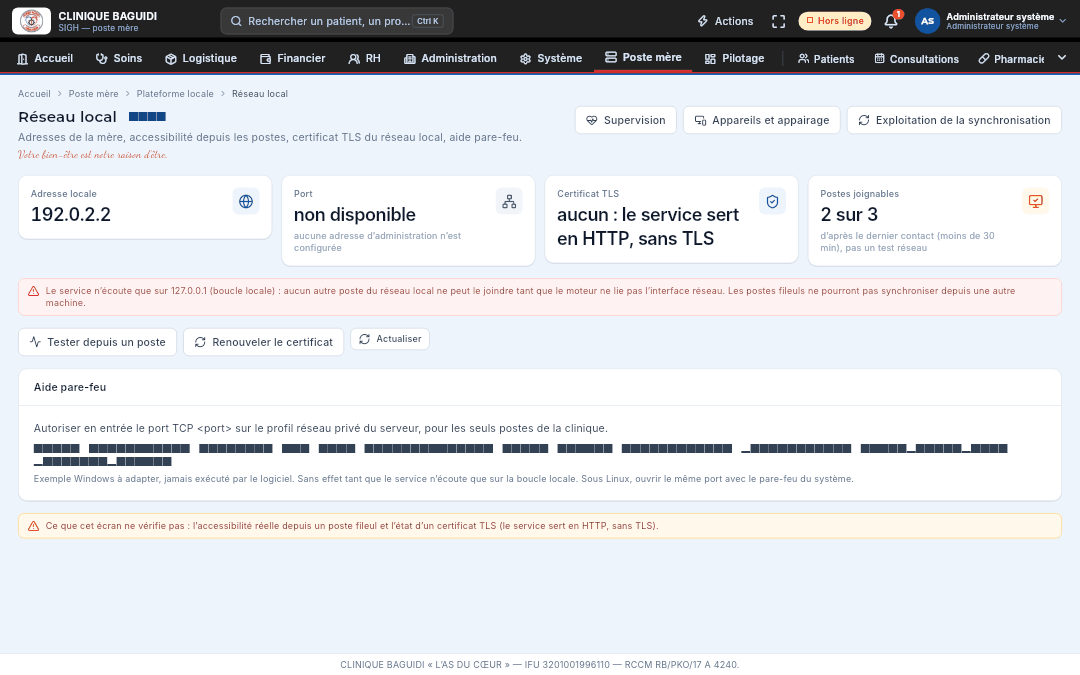 CLINIQUE BAGUIDI
SIGH — poste mère
Rechercher un patient, un pro... Ctrl K
Actions
Hors ligne
1
AS
Administrateur système
Administrateur système
Accueil Soins Logistique Financier RH Administration Système Poste mère Pilotage Patients Consultations Pharmacie
Accueil > Poste mère > Plateforme locale > Réseau local
Réseau local
Adresses de la mère, accessibilité depuis les postes, certificat TLS du réseau local, aide pare-feu.
Votre bien-être est notre raison d'être.
Supervision
Appareils et appairage
Exploitation de la synchronisation
Adresse locale
192.0.2.2
Port
non disponible
aucune adresse d'administration n'est
configurée
Certificat TLS
aucun : le service sert
en HTTP, sans TLS
Postes joignables
2 sur 3
d'après le dernier contact (moins de 30
min), pas un test réseau
Le service n'écoute que sur 127.0.0.1 (boucle locale) : aucun autre poste du réseau local ne peut le joindre tant que le moteur ne lie pas l'interface réseau. Les postes fileuls ne pourront pas synchroniser depuis une autre
machine.
Tester depuis un poste
Renouveler le certificat
Actualiser
Aide pare-feu
Autoriser en entrée le port TCP <port> sur le profil réseau privé du serveur, pour les seuls postes de la clinique.
Exemple Windows à adapter, jamais exécuté par le logiciel. Sans effet tant que le service n'écoute que sur la boucle locale. Sous Linux, ouvrir le même port avec le pare-feu du système.
Ce que cet écran ne vérifie pas : l'accessibilité réelle depuis un poste fileul et l'état d'un certificat TLS (le service sert en HTTP, sans TLS).
CLINIQUE BAGUIDI « L'AS DU CŒUR » — IFU 3201001996110 — RCCM RB/PKO/17 A 4240.